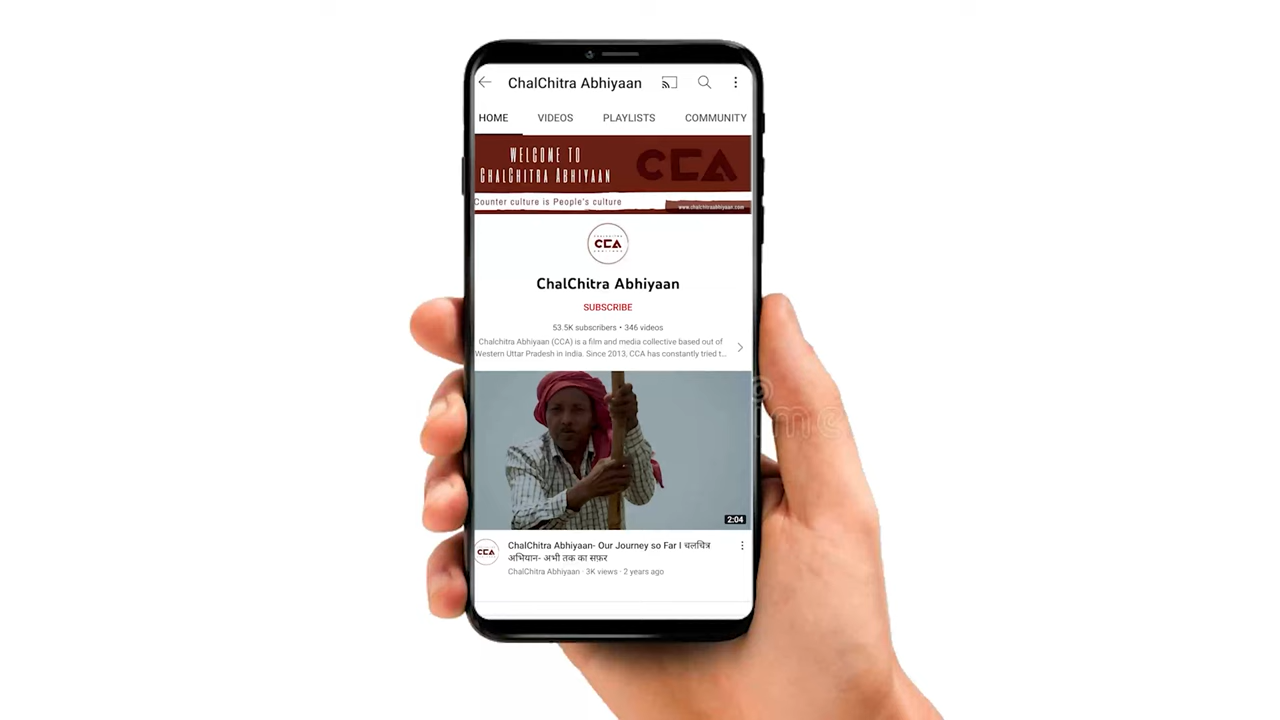 ChalChitra Abhiyaan
HOME VIDEOS PLAYLISTS COMMUNITY
WELCOME TO
CHALCHITRA ABHIYAAN
CCA
Counter culture is People's culture
www.chalchitraabhiyaan.com
CCA
ChalChitra Abhiyaan
SUBSCRIBE
53.5K subscribers • 346 videos
Chalchitra Abhiyaan (CCA) is a film and media collective based out of
Western Uttar Pradesh in India. Since 2013, CCA has constantly tried t...
2:04
CCA
ChalChitra Abhiyaan- Our Journey so Far I चलचित्र
अभियान- अभी तक का सफ़र
ChalChitra Abhiyaan · 3K views · 2 years ago